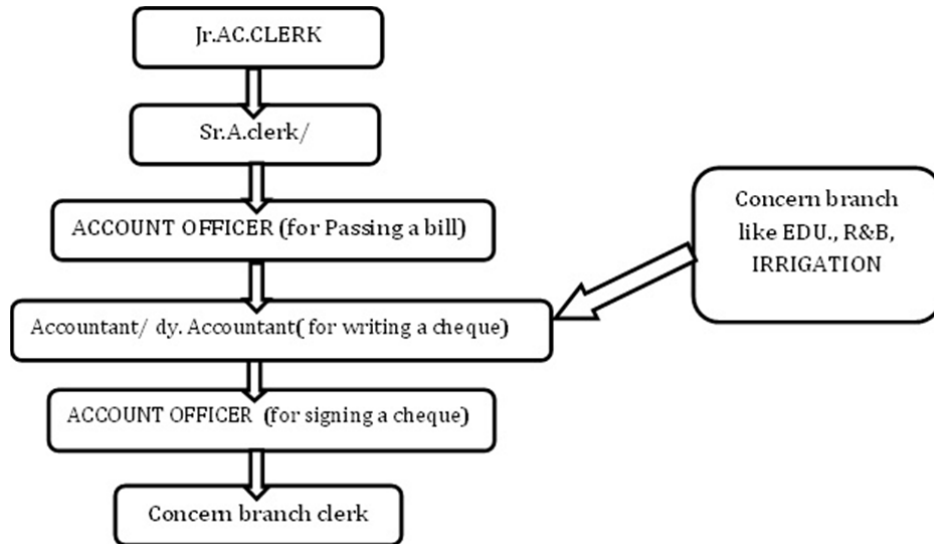 Jr.AC.CLERK
Sr.A.clerk/
ACCOUNT OFFICER (for Passing a bill)
Concern branch
like EDU., R&B,
IRRIGATION
Accountant/ dy. Accountant( for writing a cheque)
ACCOUNT OFFICER (for signing a cheque)
Concern branch clerk